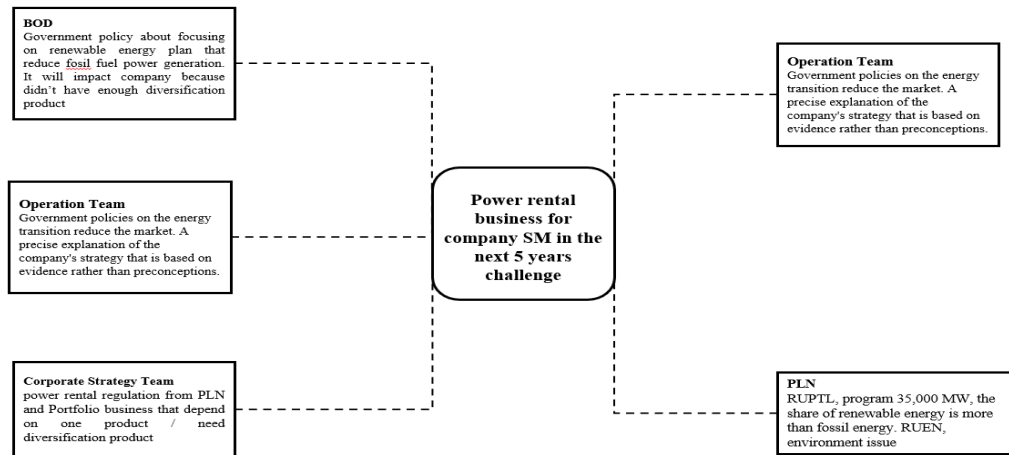 BOD
Government policy about focusing
on renewable energy plan that
reduce fosil fuel power generation.
It will impact company because
didn't have enough diversification
product
Operation Team
Government policies on the energy
transition reduce the market. A
precise explanation of the
company's strategy that is based on
evidence rather than preconceptions.
Corporate Strategy Team
power rental regulation from PLN
and Portfolio business that depend
on one product / need
diversification product
Power rental
business for
company SM in the
next 5 years
challenge
Operation Team
Government policies on the energy
transition reduce the market. A
precise explanation of the
company's strategy that is based on
evidence rather than preconceptions.
PLN
RUPTL, program 35,000 MW, the
share of renewable energy is more
than fossil energy. RUEN,
environment issue